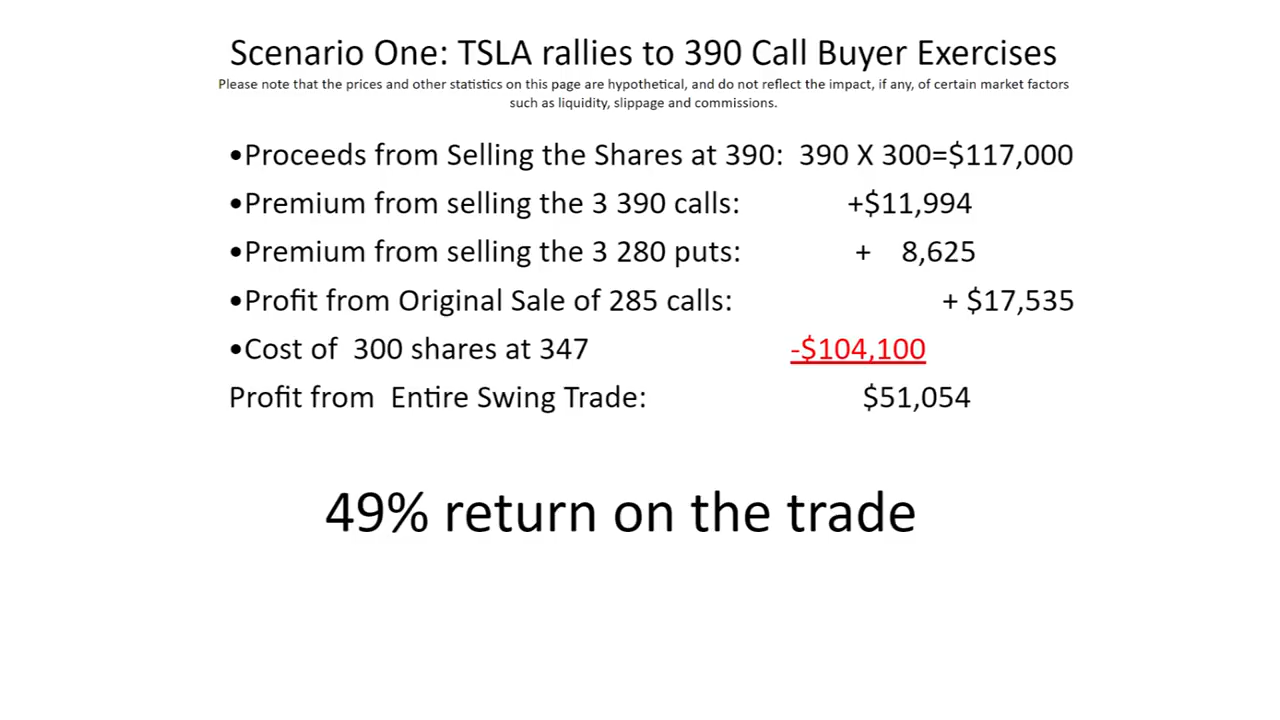 Scenario One: TSLA rallies to 390 Call Buyer Exercises
Please note that the prices and other statistics on this page are hypothetical, and do not reflect the impact, if any, of certain market factors
such as liquidity, slippage and commissions.
•Proceeds from Selling the Shares at 390: 390 X 300=$117,000
•Premium from selling the 3 390 calls: +$11,994
•Premium from selling the 3 280 puts: + 8,625
•Profit from Original Sale of 285 calls: + $17,535
•Cost of 300 shares at 347 -$104,100
Profit from Entire Swing Trade: $51,054
49% return on the trade